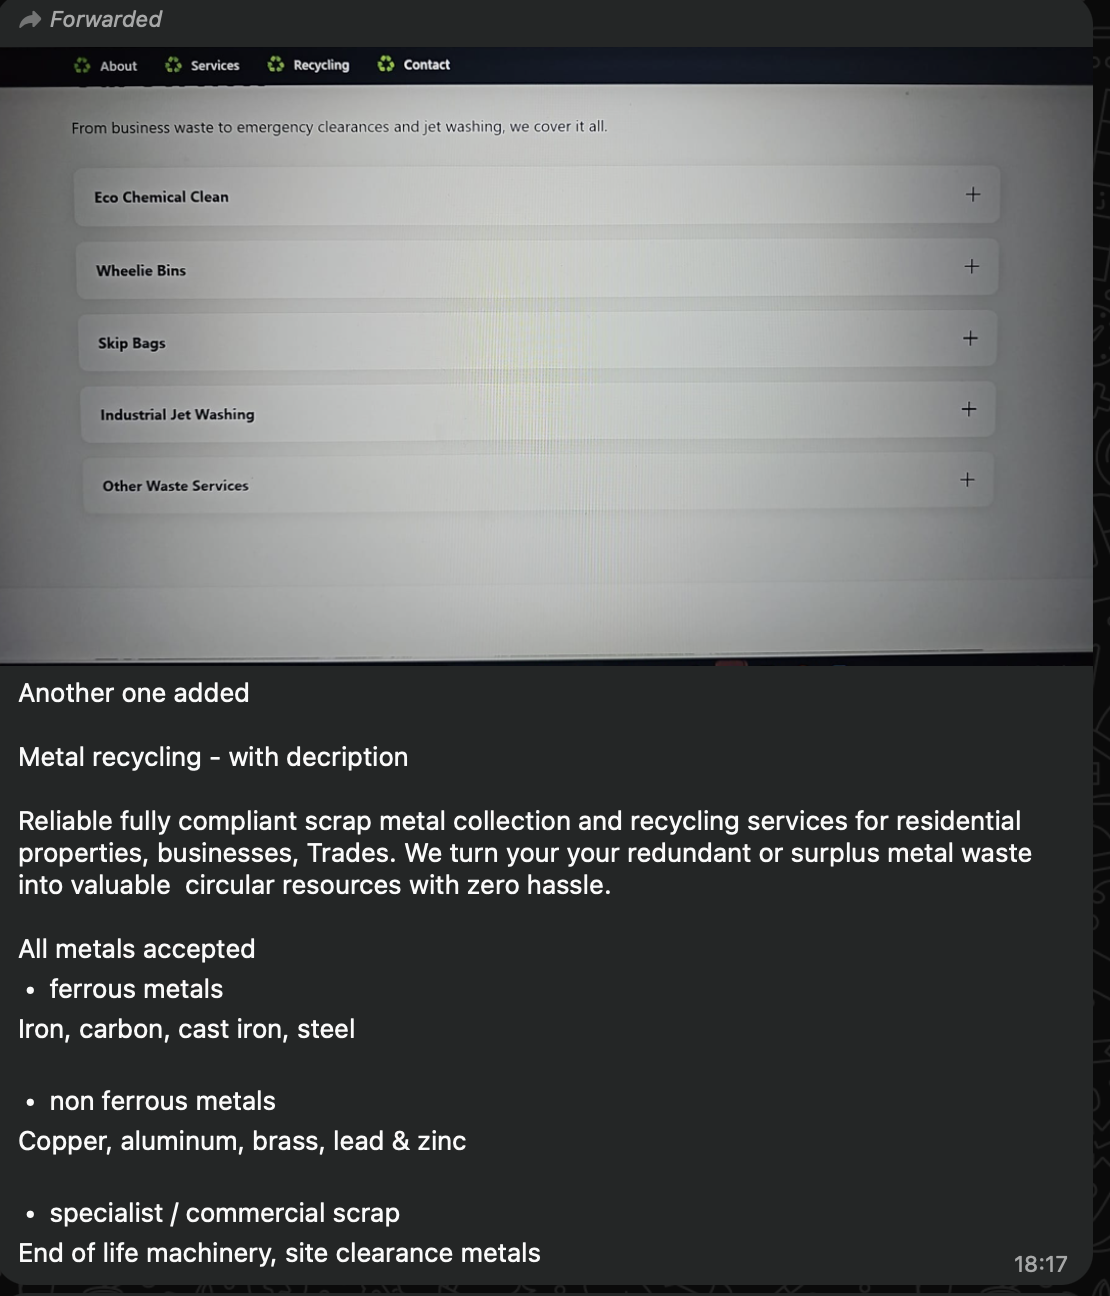 Forwarded
About Services Recycling Contact
From business waste to emergency clearances and jet washing, we cover it all.
Eco Chemical Clean +
Wheelie Bins +
Skip Bags +
Industrial Jet Washing +
Other Waste Services +
Another one added
Metal recycling - with decription
Reliable fully compliant scrap metal collection and recycling services for residential
properties, businesses, Trades. We turn your your redundant or surplus metal waste
into valuable  circular resources with zero hassle.
All metals accepted
• ferrous metals
Iron, carbon, cast iron, steel
• non ferrous metals
Copper, aluminum, brass, lead & zinc
• specialist / commercial scrap
End of life machinery, site clearance metals
18:17